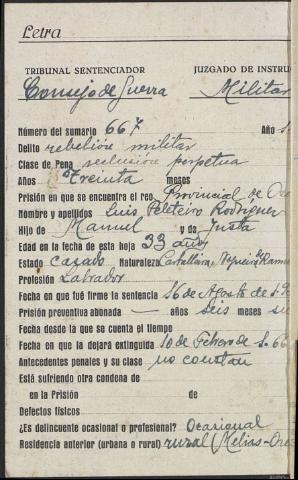 Letra
TRIBUNAL SENTENCIADOR JUZGADO DE INSTRU
Consejo de Guerra Militar
Número del sumario 667 Año
Delito rebelión militar
Clase de Pena reclusión perpetua
Años Treinta meses
Prisión en que se encuentra el reo Provincial de
Nombre y apellidos Luis Peleteiro Rodríguez
Hijo de Manuel y de Justa
Edad en la fecha de esta hoja 33 años
Estado Casado Naturaleza
Profesión Labrador
Fecha en que fué firme la sentencia 16 de Agosto de
Prisión preventiva abonada — años seis meses
Fecha desde la que se cuenta el tiempo
Fecha en que la dejará extinguida 10 de Febrero de
Antecedentes penales y su clase no constan
Está sufriendo otra condena de
en la Prisión de
Defectos físicos
¿Es delincuente ocasional o profesional? Ocasional
Residencia anterior (urbana o rural) rural (Melias-